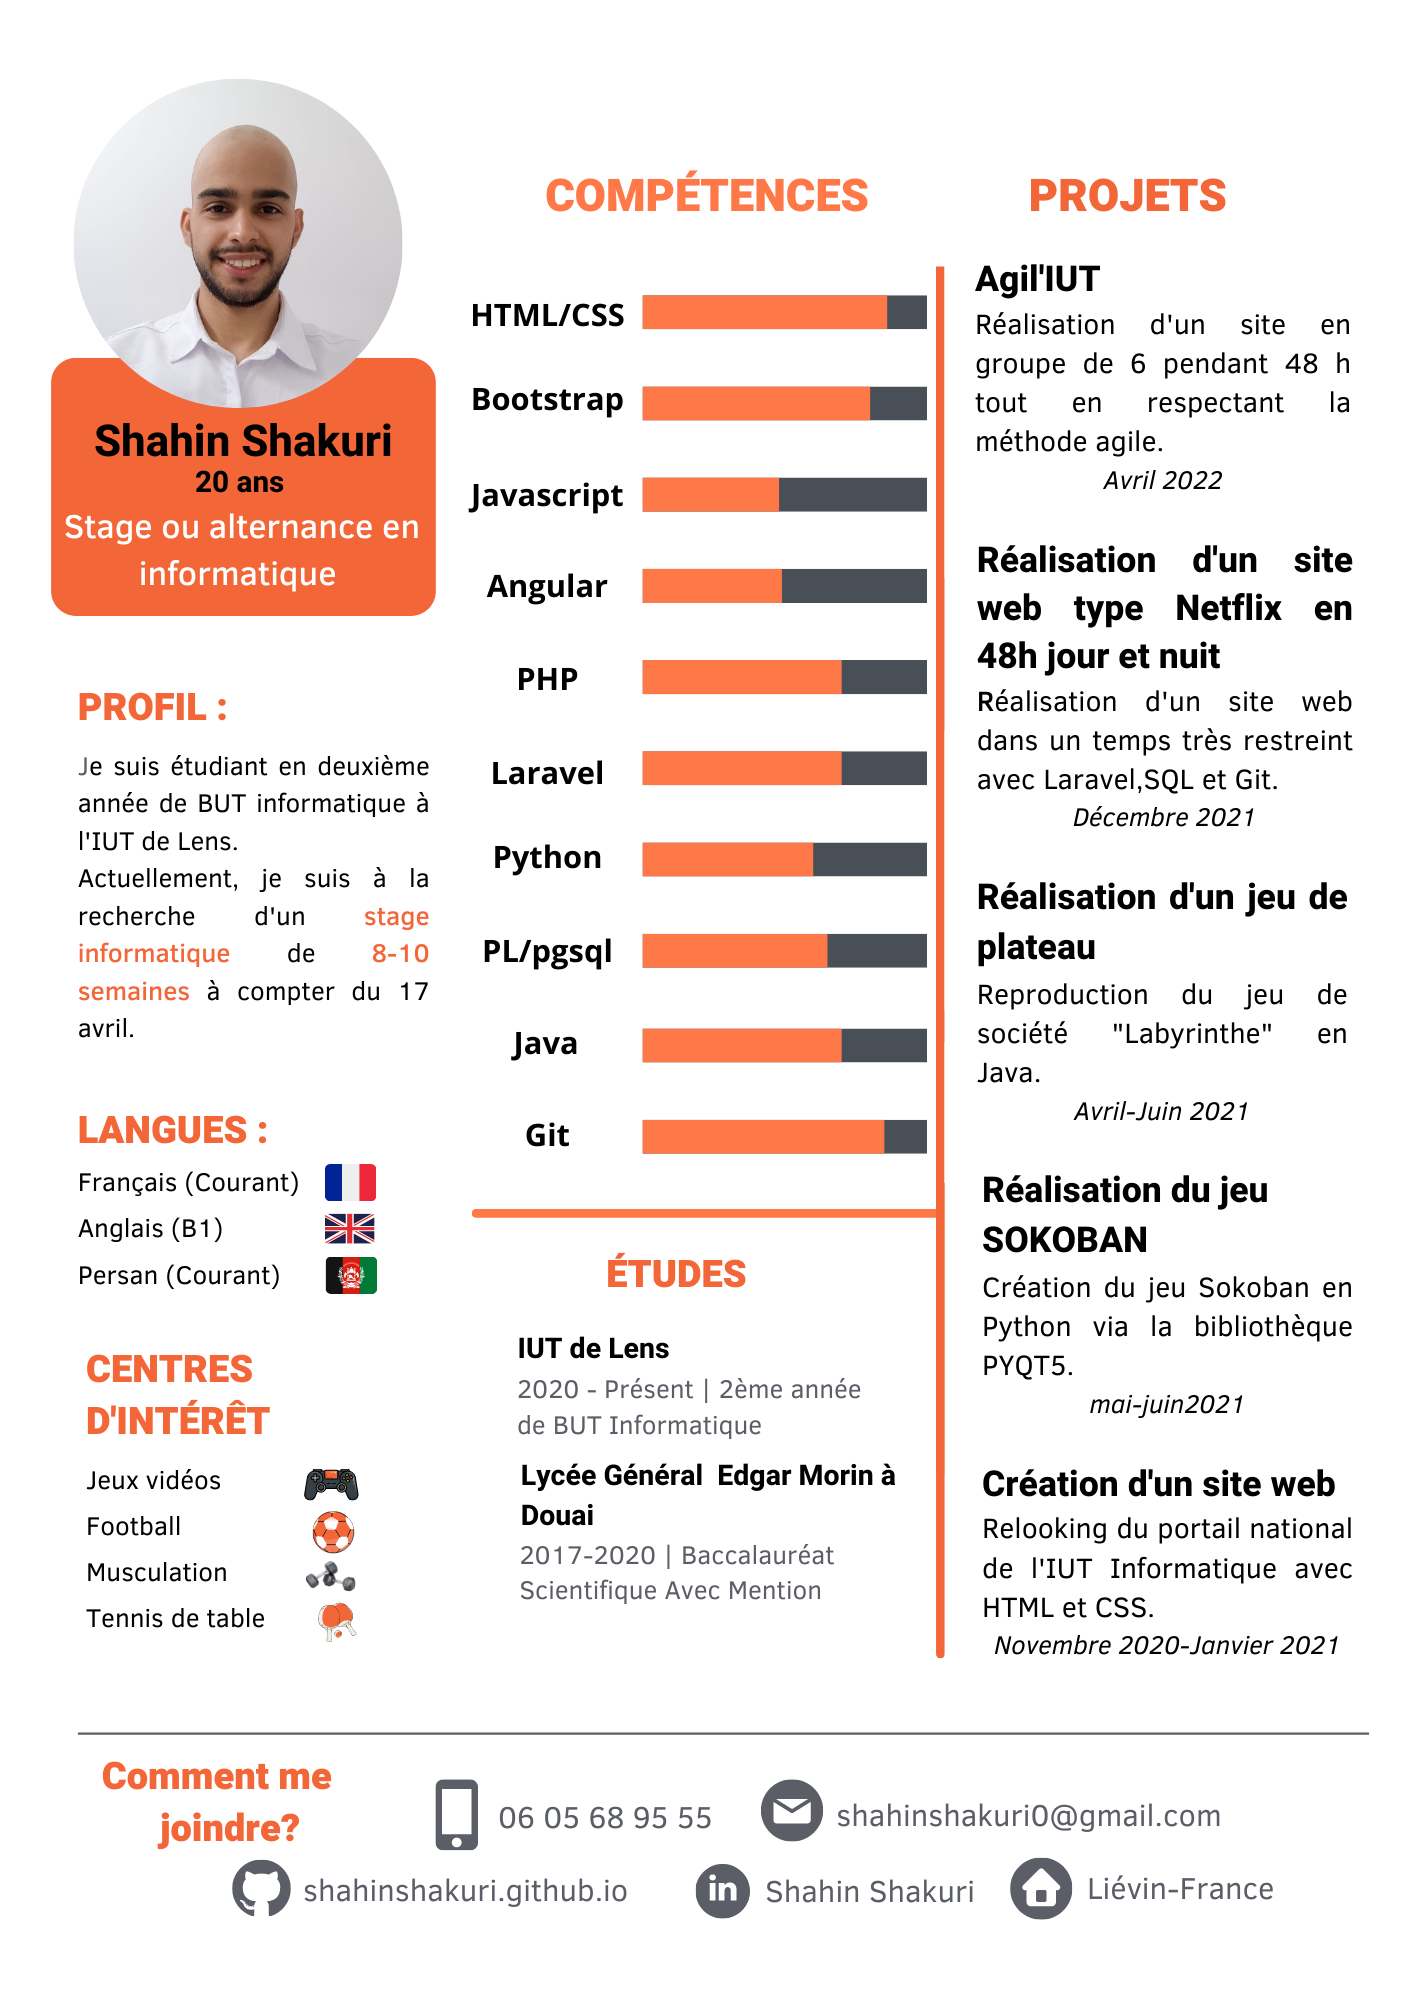 Shahin Shakuri
20 ans
Stage ou alternance en
informatique
PROFIL :
Je suis étudiant en deuxième
année de BUT informatique à
l'IUT de Lens.
Actuellement, je suis à la
recherche d'un stage
informatique de 8-10
semaines à compter du 17
avril.
LANGUES :
Français (Courant)
Anglais (B1)
Persan (Courant)
CENTRES
D'INTÉRÊT
Jeux vidéos
Football
Musculation
Tennis de table
COMPÉTENCES
HTML/CSS
Bootstrap
Javascript
Angular
PHP
Laravel
Python
PL/pgsql
Java
Git
ÉTUDES
IUT de Lens
2020 - Présent | 2ème année
de BUT Informatique
Lycée Général  Edgar Morin à
Douai
2017-2020 | Baccalauréat
Scientifique Avec Mention
PROJETS
Agil'IUT
Réalisation d'un site en
groupe de 6 pendant 48 h
tout en respectant la
méthode agile.
Avril 2022
Réalisation d'un site
web type Netflix en
48h jour et nuit
Réalisation d'un site web
dans un temps très restreint
avec Laravel,SQL et Git.
Décembre 2021
Réalisation d'un jeu de
plateau
Reproduction du jeu de
société "Labyrinthe" en
Java.
Avril-Juin 2021
Réalisation du jeu
SOKOBAN
Création du jeu Sokoban en
Python via la bibliothèque
PYQT5.
mai-juin2021
Création d'un site web
Relooking du portail national
de l'IUT Informatique avec
HTML et CSS.
Novembre 2020-Janvier 2021
Comment me
joindre?
06 05 68 95 55
shahinshakuri0@gmail.com
shahinshakuri.github.io
in
Shahin Shakuri
Liévin-France